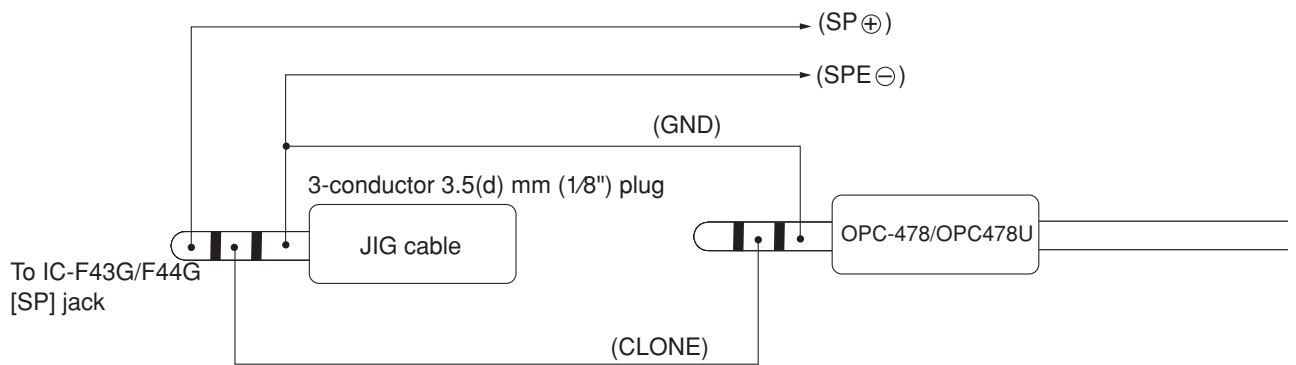 (SP⊕)
(SPE⊖)
(GND)
3-conductor 3.5(d) mm (1/8") plug
JIG cable
OPC-478/OPC478U
To IC-F43G/F44G
[SP] jack
(CLONE)